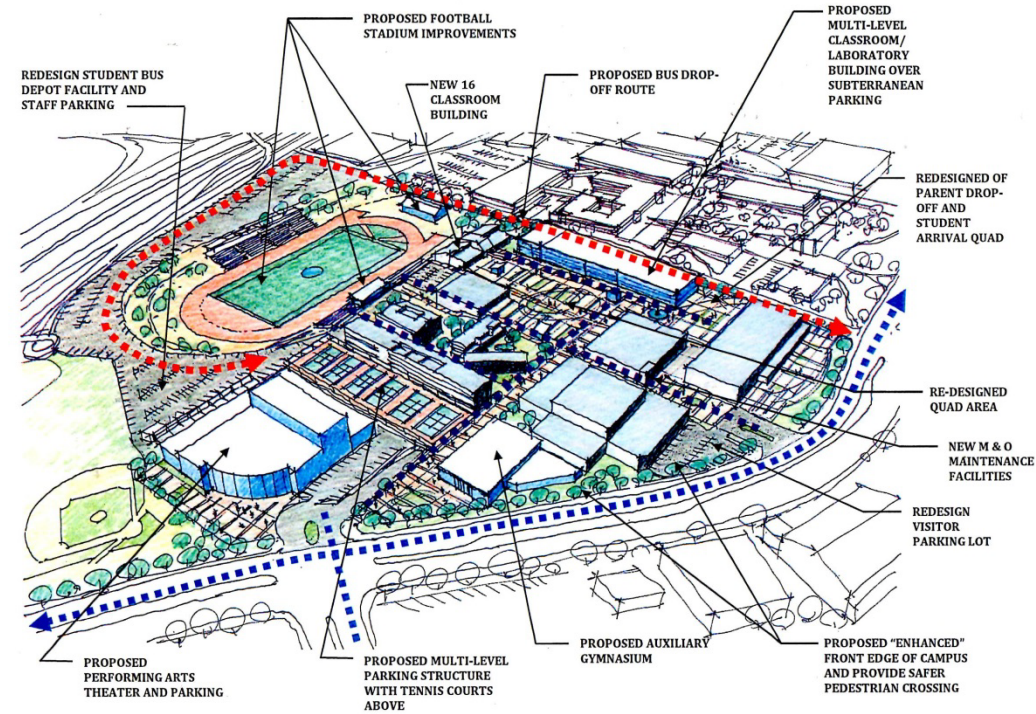 PROPOSED FOOTBALL
STADIUM IMPROVEMENTS
PROPOSED
MULTI-LEVEL
CLASSROOM/
LABORATORY
BUILDING OVER
SUBTERRANEAN
PARKING
REDESIGN STUDENT BUS
DEPOT FACILITY AND
STAFF PARKING
NEW 16
CLASSROOM
BUILDING
PROPOSED BUS DROP-
OFF ROUTE
REDESIGNED OF
PARENT DROP-
OFF AND
STUDENT
ARRIVAL QUAD
RE-DESIGNED
QUAD AREA
NEW M & O
MAINTENANCE
FACILITIES
REDESIGN
VISITOR
PARKING LOT
PROPOSED
PERFORMING ARTS
THEATER AND PARKING
PROPOSED MULTI-LEVEL
PARKING STRUCTURE
WITH TENNIS COURTS
ABOVE
PROPOSED AUXILIARY
GYMNASIUM
PROPOSED "ENHANCED"
FRONT EDGE OF CAMPUS
AND PROVIDE SAFER
PEDESTRIAN CROSSING